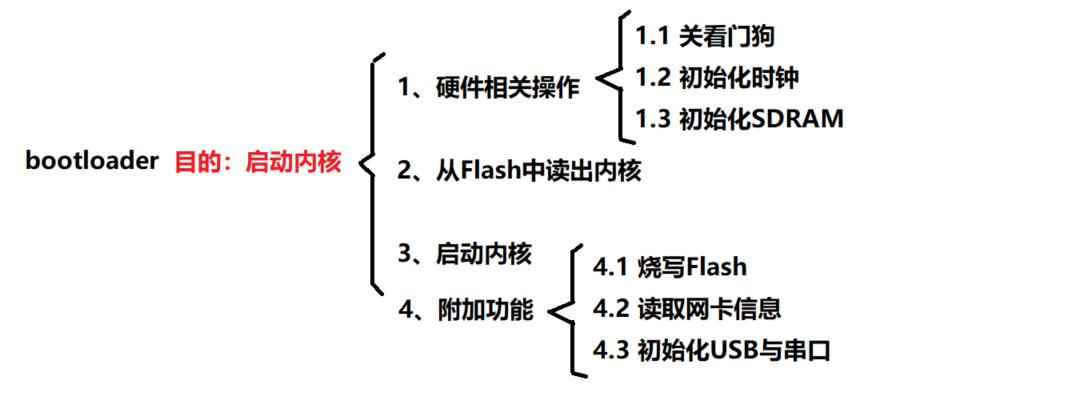 bootloader 目的：启动内核
1、硬件相关操作
1.1 关看门狗
1.2 初始化时钟
1.3 初始化SDRAM
2、从Flash中读出内核
3、启动内核
4、附加功能
4.1 烧写Flash
4.2 读取网卡信息
4.3 初始化USB与串口